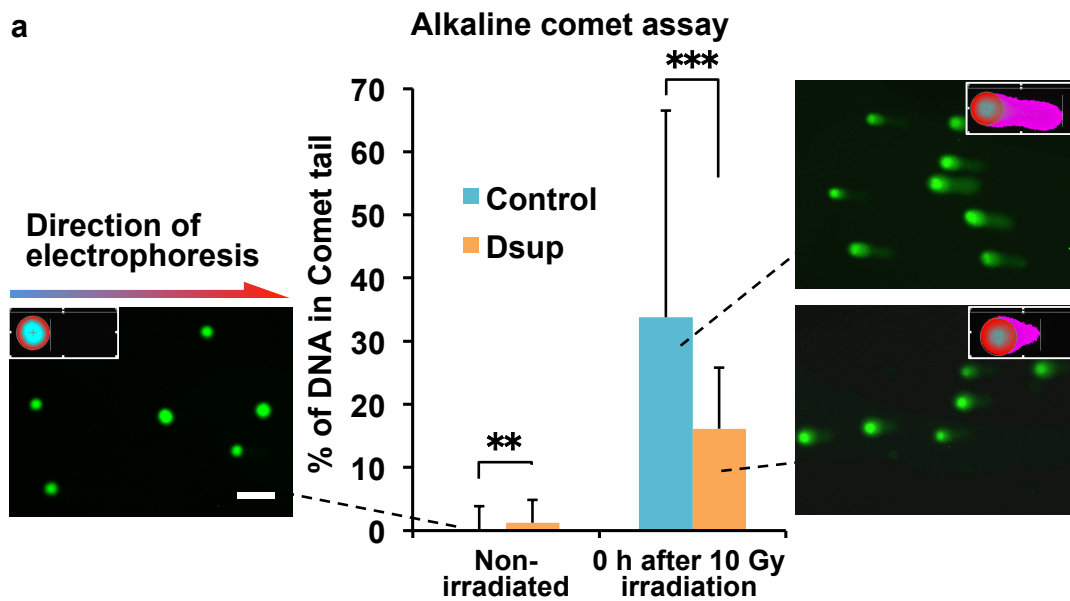 a
Alkaline comet assay
% of DNA in Comet tail
70
60
50
40
30
20
10
0
***
**
Control
Dsup
Direction of
electrophoresis
Non-
irradiated
0 h after 10 Gy
irradiation